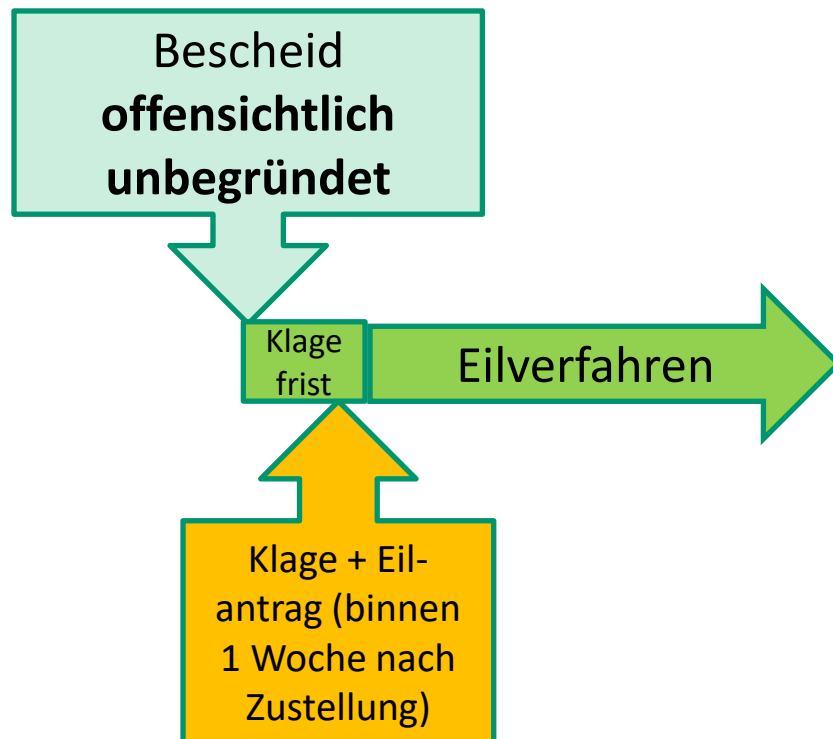 Bescheid
offensichtlich
unbegründet
Klage
frist
Eilverfahren
Klage + Eil-
antrag (binnen
1 Woche nach
Zustellung)